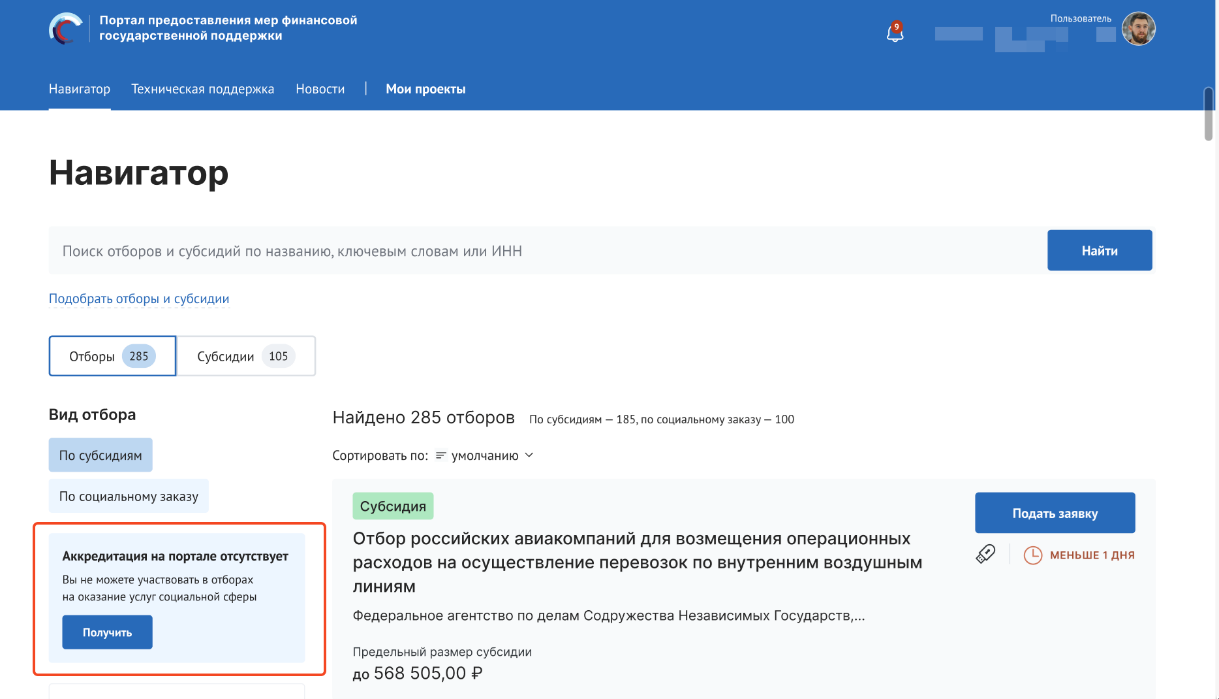 Портал предоставления мер финансовой
государственной поддержки
9
Пользователь
Навигатор Техническая поддержка Новости | Мои проекты
Навигатор
Поиск отборов и субсидий по названию, ключевым словам или ИНН
Найти
Подобрать отборы и субсидии
Отборы 285 Субсидии 105
Вид отбора
По субсидиям
По социальному заказу
Аккредитация на портале отсутствует
Вы не можете участвовать в отборах
на оказание услуг социальной сферы
Получить
Найдено 285 отборов По субсидиям — 185, по социальному заказу — 100
Сортировать по: умолчанию
Субсидия
Отбор российских авиакомпаний для возмещения операционных
расходов на осуществление перевозок по внутренним воздушным
линиям
Федеральное агентство по делам Содружества Независимых Государств,...
Предельный размер субсидии
до 568 505,00 ₽
Подать заявку
МЕНЬШЕ 1 ДНЯ